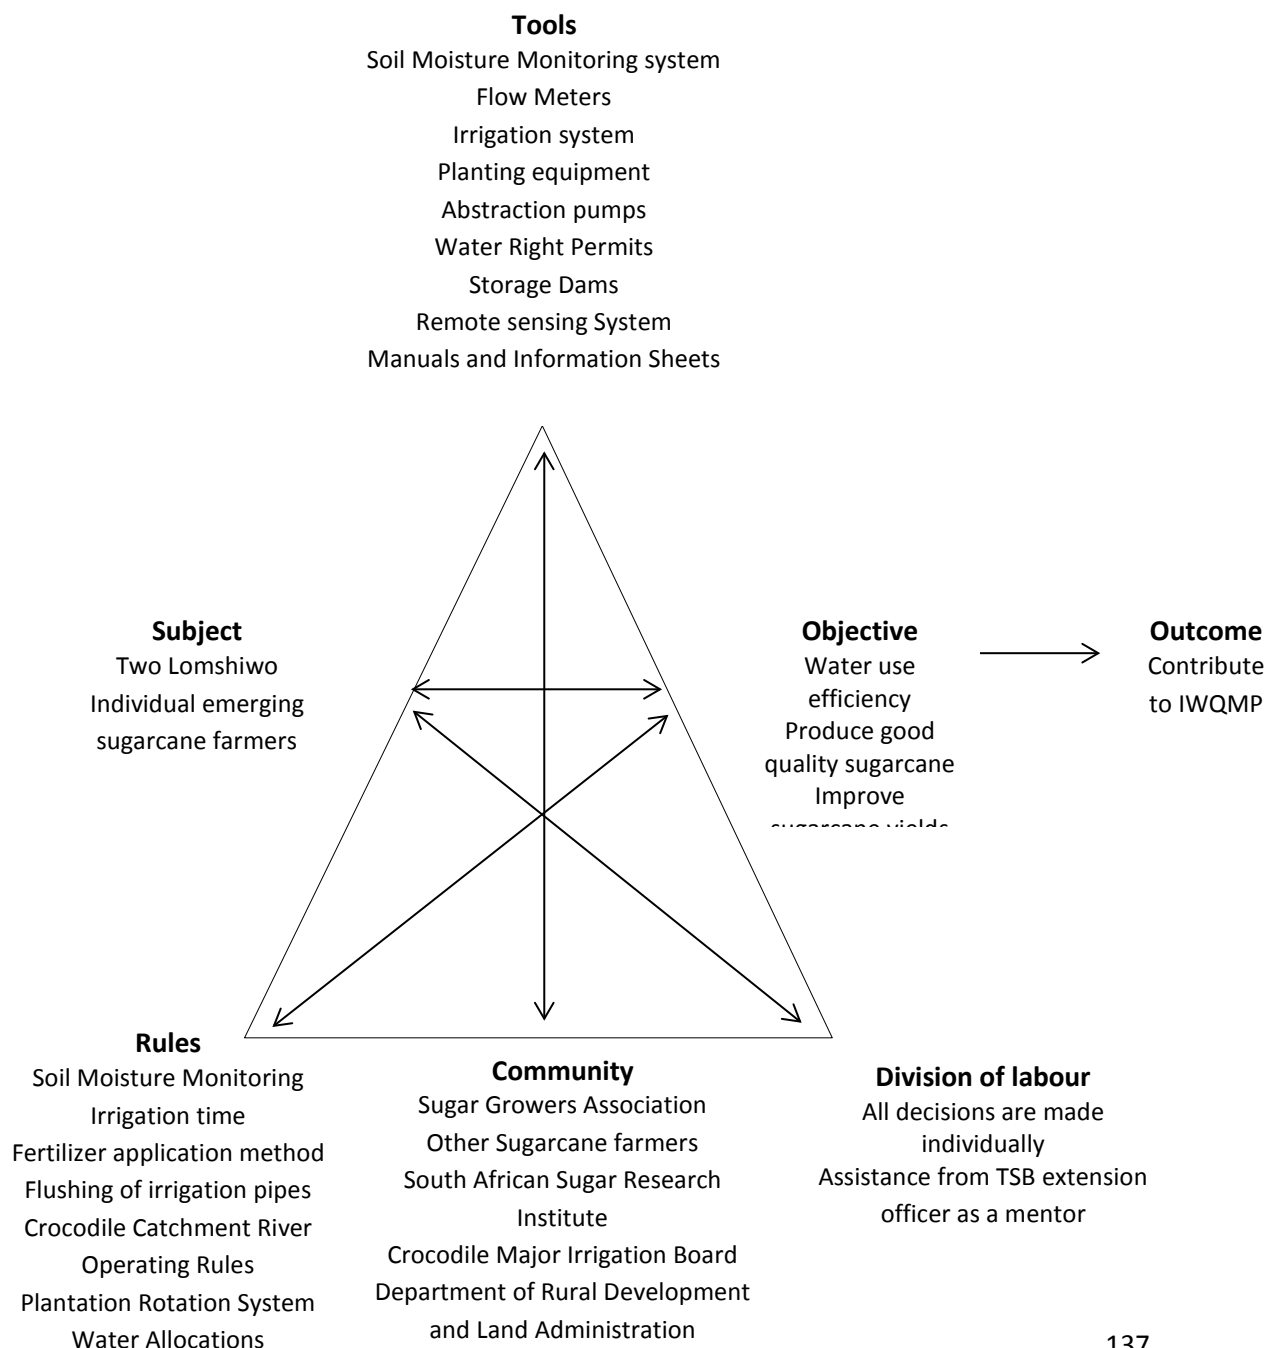 Tools
Soil Moisture Monitoring system
Flow Meters
Irrigation system
Planting equipment
Abstraction pumps
Water Right Permits
Storage Dams
Remote sensing System
Manuals and Information Sheets
Subject
Two Lomshiwo
Individual emerging
sugarcane farmers
Objective
Water use
efficiency
Produce good
quality sugarcane
Improve
sugarcane yields
Outcome
Contribute
to IWQMP
Rules
Soil Moisture Monitoring
Irrigation time
Fertilizer application method
Flushing of irrigation pipes
Crocodile Catchment River
Operating Rules
Plantation Rotation System
Water Allocations
Community
Sugar Growers Association
Other Sugarcane farmers
South African Sugar Research
Institute
Crocodile Major Irrigation Board
Department of Rural Development
and Land Administration
Division of labour
All decisions are made
individually
Assistance from TSB extension
officer as a mentor
137